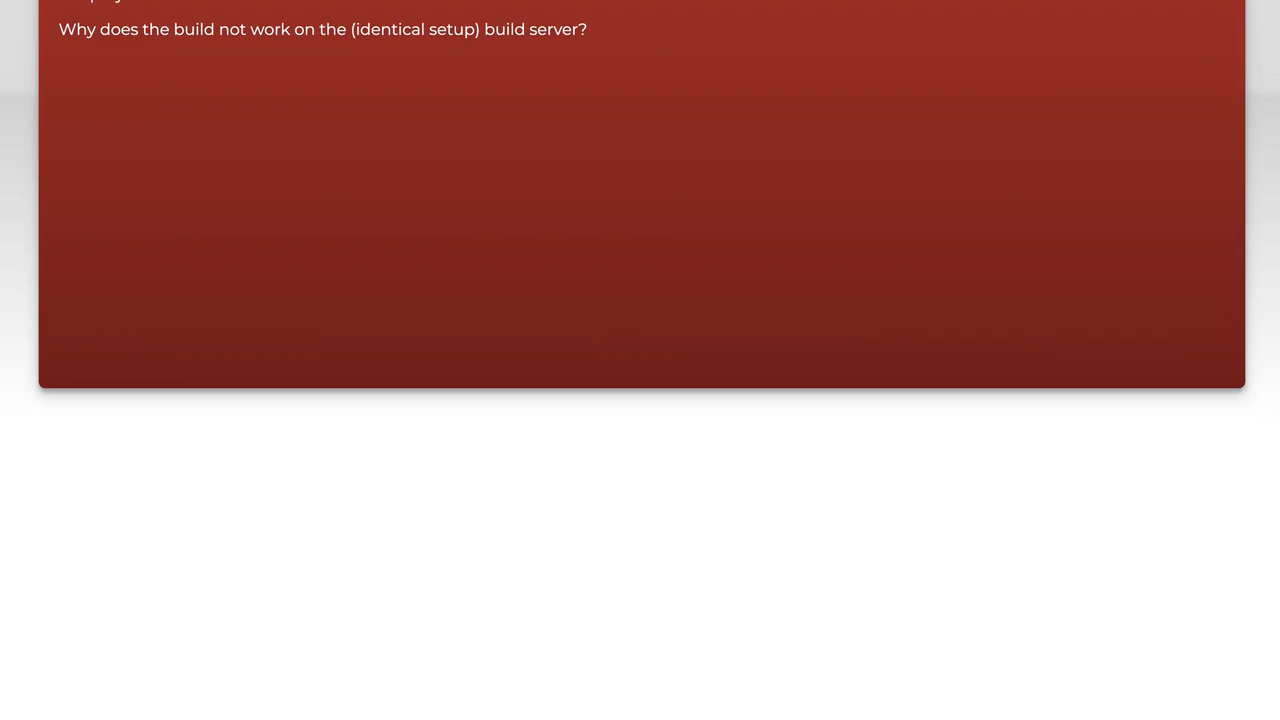 Why does the build not work on the (identical setup) build server?